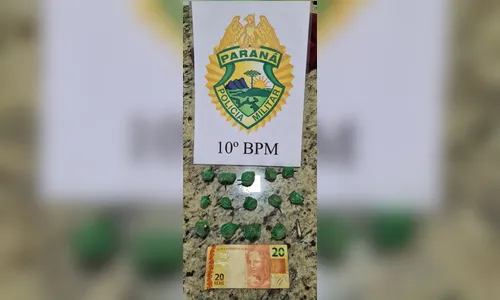 PARANÁ
POLÍCIA MILITAR
10º BPM
20
20
REAIS